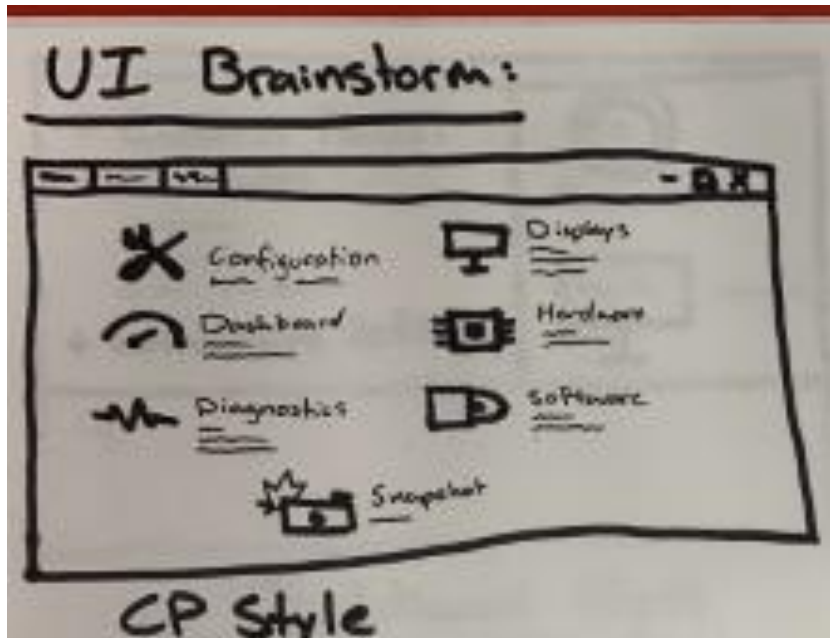 UI Brainstorm:
Configuration
Displays
Dashboard
Hardware
Diagnostics
Software
Snapshot
CP Style